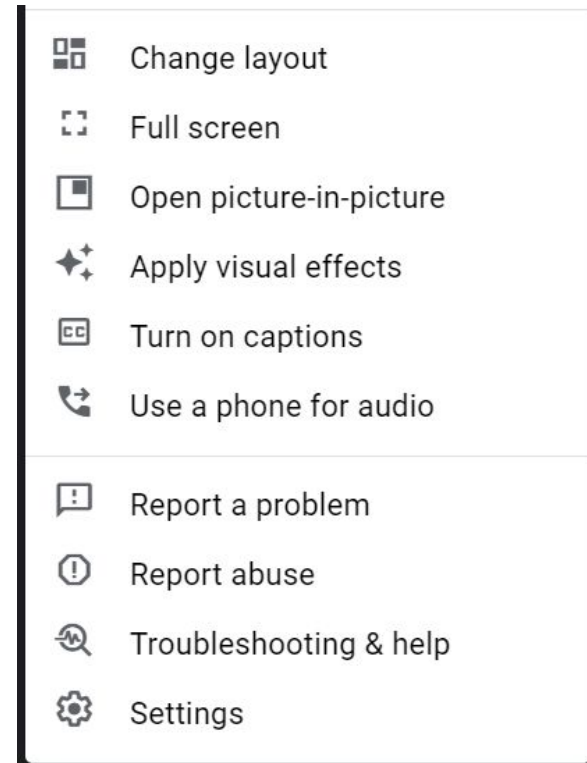 Change layout
Full screen
Open picture-in-picture
Apply visual effects
CC Turn on captions
Use a phone for audio
Report a problem
Report abuse
Troubleshooting & help
Settings